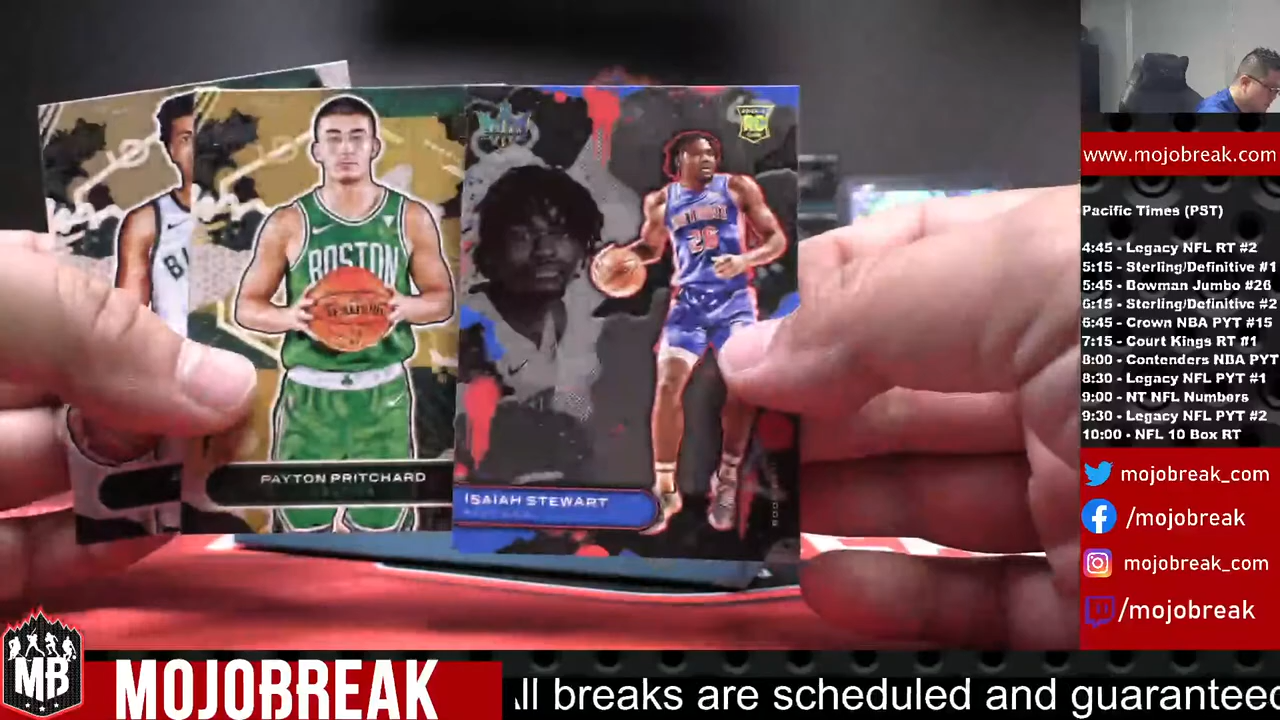 BOSTON
SPALDING
PAYTON PRITCHARD
RC
26
ISAIAH STEWART
www.mojobreak.com
Pacific Times (PST)
4:45 - Legacy NFL RT #2
5:15 - Sterling/Definitive #1
5:45 - Bowman Jumbo #26
6:15 - Sterling/Definitive #2
6:45 - Crown NBA PYT #15
7:15 - Court Kings RT #1
8:00 - Contenders NBA PYT
8:30 - Legacy NFL PYT #1
9:00 - NT NFL Numbers
9:30 - Legacy NFL PYT #2
10:00 - NFL 10 Box RT
mojobreak_com
/mojobreak
mojobreak_com
/mojobreak
MB
MOJOBREAK
ll breaks are scheduled and guaranteed